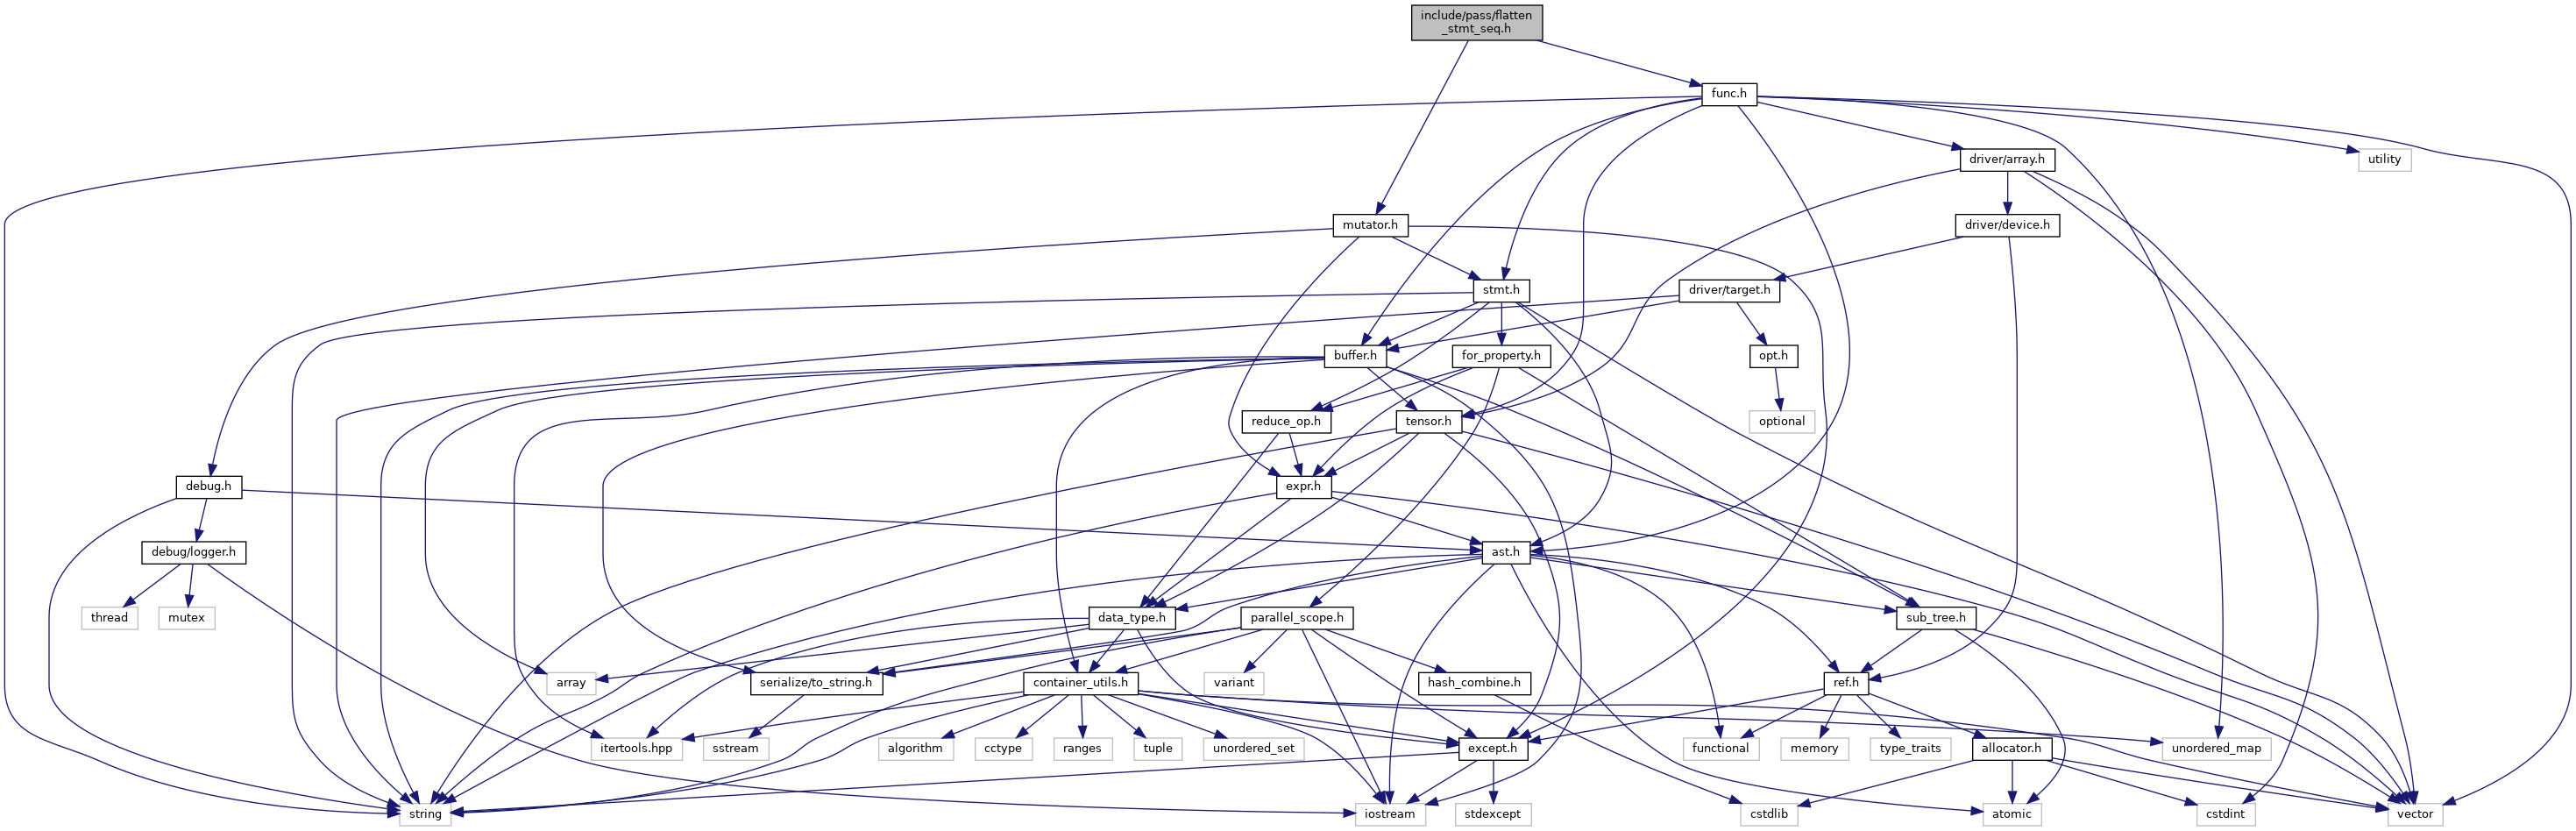 include/pass/flatten
_stmt_seq.h
func.h
driver/array.h
utility
mutator.h
driver/device.h
stmt.h
driver/target.h
buffer.h
for_property.h
opt.h
reduce_op.h
tensor.h
optional
debug.h
expr.h
debug/logger.h
ast.h
thread
mutex
data_type.h
parallel_scope.h
sub_tree.h
array
serialize/to_string.h
container_utils.h
variant
hash_combine.h
ref.h
itertools.hpp
sstream
algorithm
cctype
ranges
tuple
unordered_set
except.h
functional
memory
type_traits
allocator.h
unordered_map
string
iostream
stdexcept
cstdlib
atomic
cstdint
vector